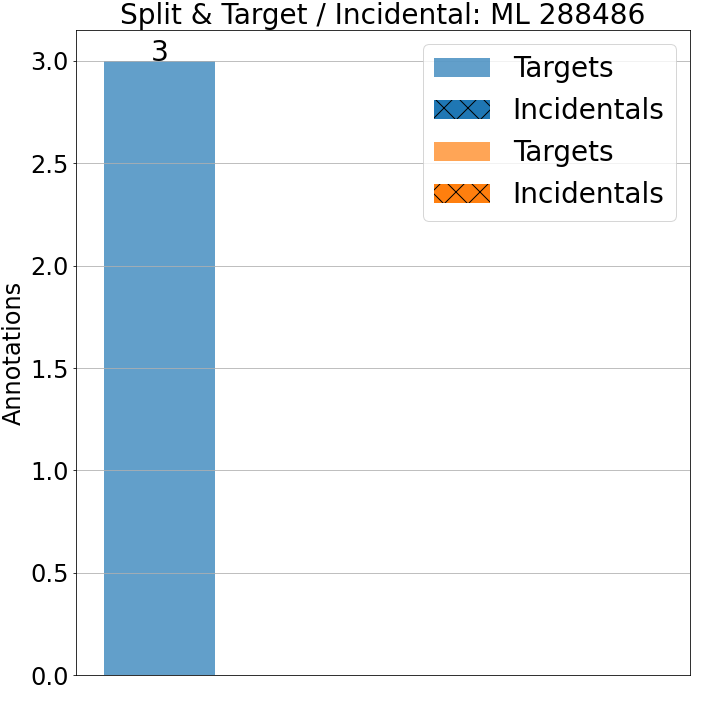 Split & Target / Incidental: ML 288486
3
Targets
Incidentals
Targets
Incidentals
3.0
2.5
2.0
1.5
1.0
0.5
0.0
Annotations